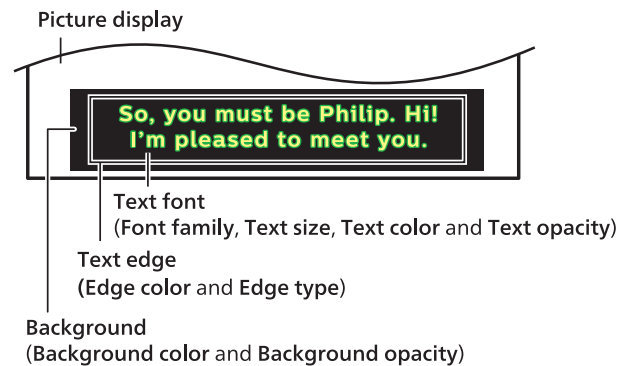 Picture display
So, you must be Philip. Hi!
I'm pleased to meet you.
Text font
(Font family, Text size, Text color and Text opacity)
Text edge
(Edge color and Edge type)
Background
(Background color and Background opacity)